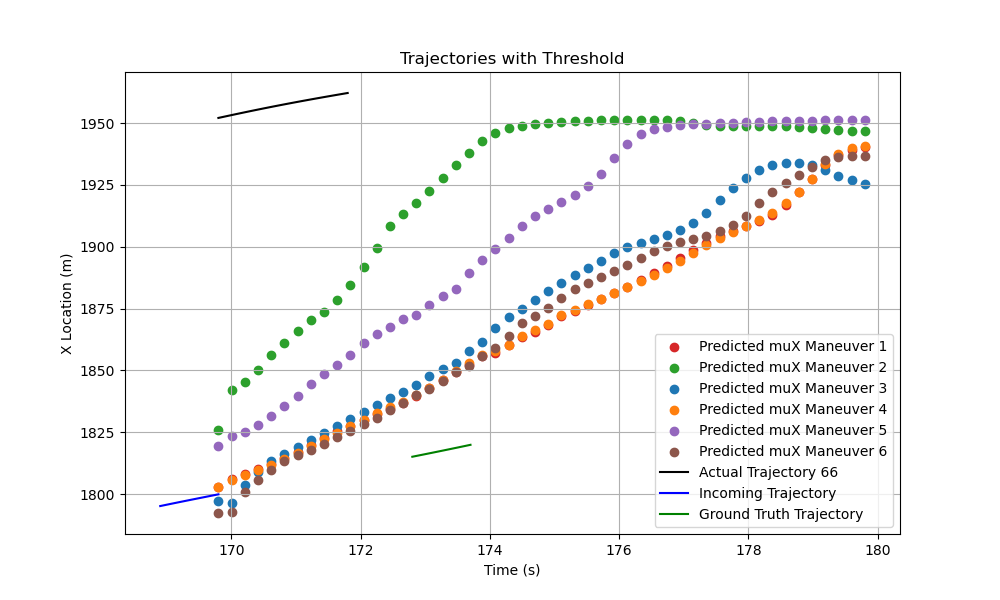 Trajectories with Threshold
X Location (m)
1950
1925
1900
1875
1850
1825
1800
Predicted muX Maneuver 1
Predicted muX Maneuver 2
Predicted muX Maneuver 3
Predicted muX Maneuver 4
Predicted muX Maneuver 5
Predicted muX Maneuver 6
Actual Trajectory 66
Incoming Trajectory
Ground Truth Trajectory
170 172 174 176 178 180
Time (s)